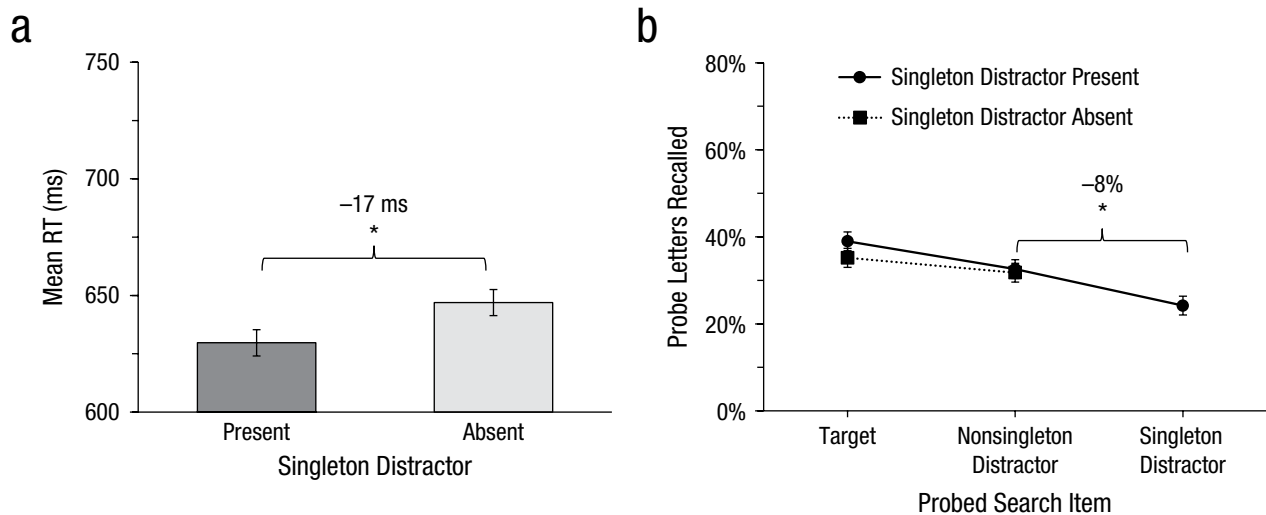 a
750
700
650
600
Mean RT (ms)
–17 ms
*
Present
Absent
Singleton Distractor
b
80%
60%
40%
20%
0%
Probe Letters Recalled
Singleton Distractor Present
Singleton Distractor Absent
–8%
*
Target
Nonsingleton
Distractor
Singleton
Distractor
Probed Search Item